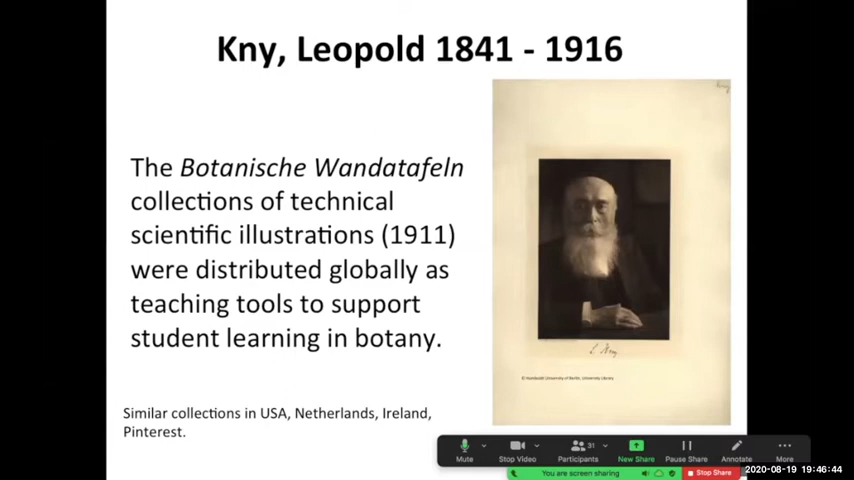 Kny, Leopold 1841 - 1916
The Botanische Wandatafeln
collections of technical
scientific illustrations (1911)
were distributed globally as
teaching tools to support
student learning in botany.
Similar collections in USA, Netherlands, Ireland,
Pinterest.
Kny
L. Kny
© Humboldt University of Berlin, University Library
31
Mute
Stop Video
Participants
New Share
Pause Share
Annotate
More
You are screen sharing
Stop Share
2020-08-19 19:46:44